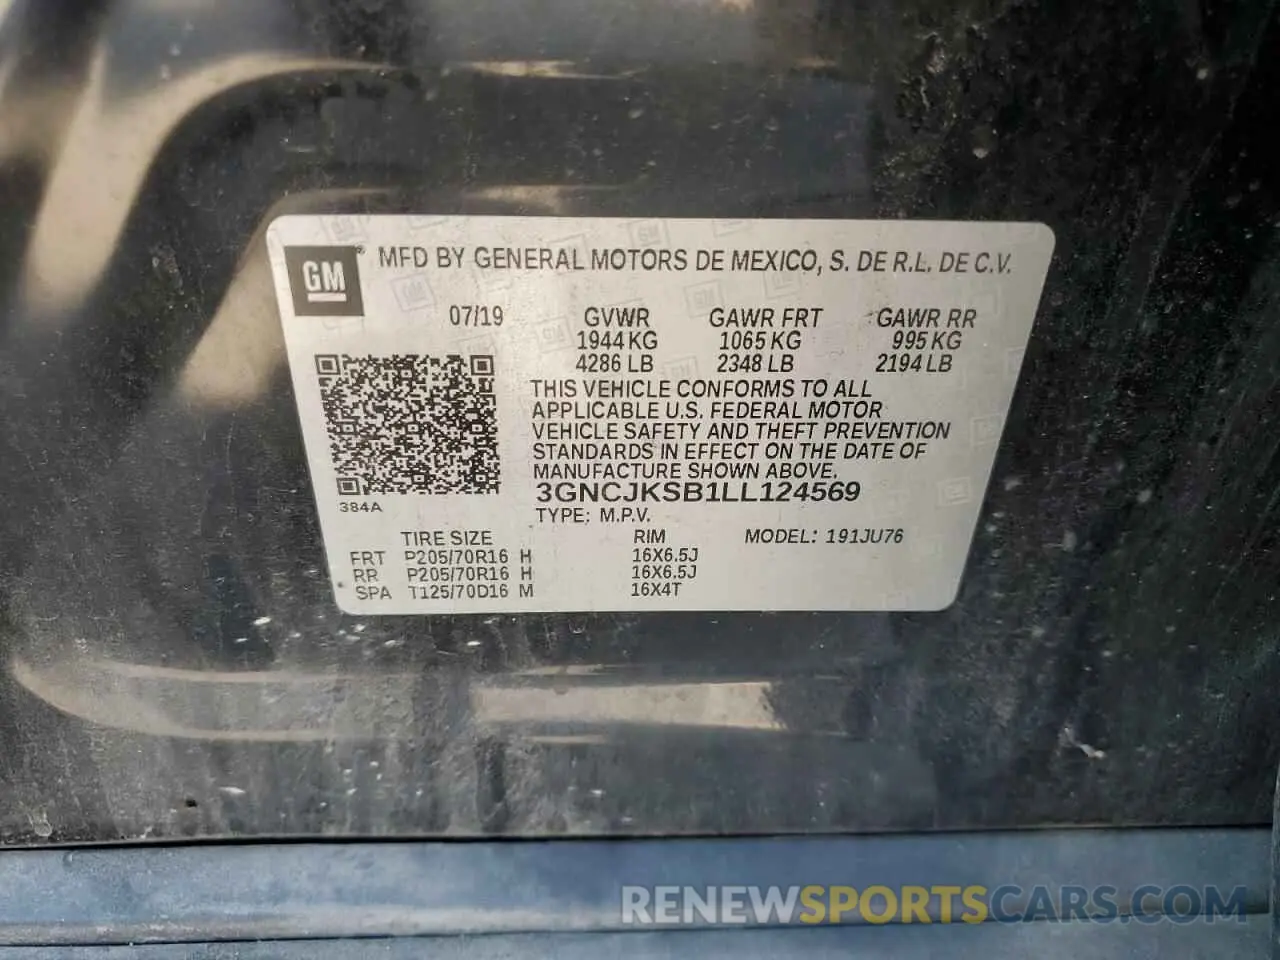 GM ® MFD BY GENERAL MOTORS DE MEXICO, S. DE R.L. DE C.V.
07/19 GVWR GAWR FRT GAWR RR
1944 KG 1065 KG 995 KG
4286 LB 2348 LB 2194 LB
THIS VEHICLE CONFORMS TO ALL
APPLICABLE U.S. FEDERAL MOTOR
VEHICLE SAFETY AND THEFT PREVENTION
STANDARDS IN EFFECT ON THE DATE OF
MANUFACTURE SHOWN ABOVE.
3GNCJKSB1LL124569
384A
TYPE: M.P.V.
TIRE SIZE RIM MODEL: 191JU76
FRT P205/70R16 H 16X6.5J
RR P205/70R16 H 16X6.5J
SPA T125/70D16 M 16X4T
RENEWSPORTSCARS.COM